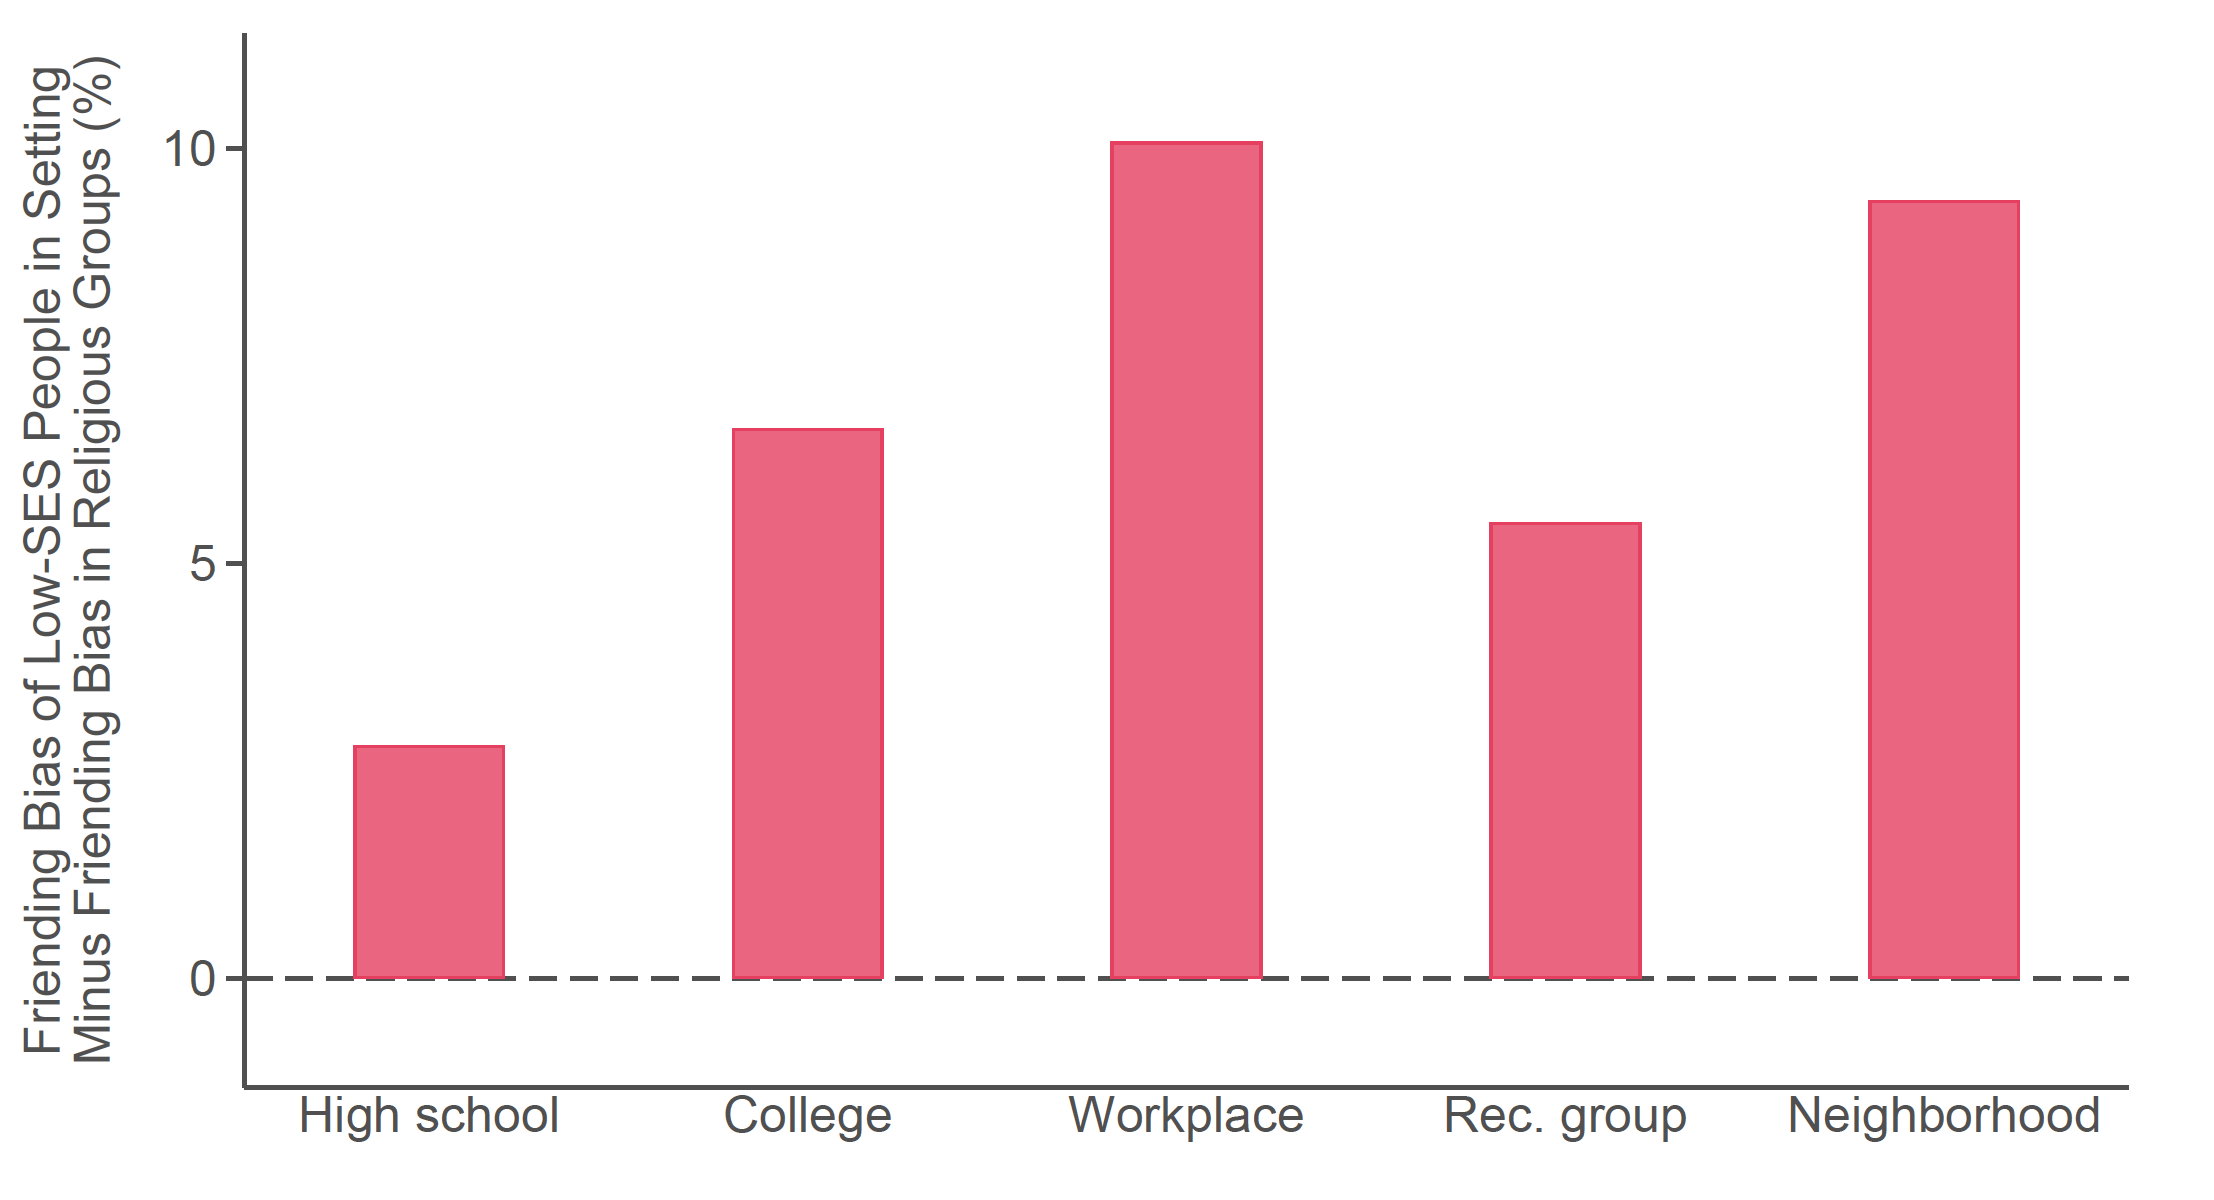 Friending Bias of Low-SES People in Setting
Minus Friending Bias in Religious Groups (%)
10
5
0
High school
College
Workplace
Rec. group
Neighborhood